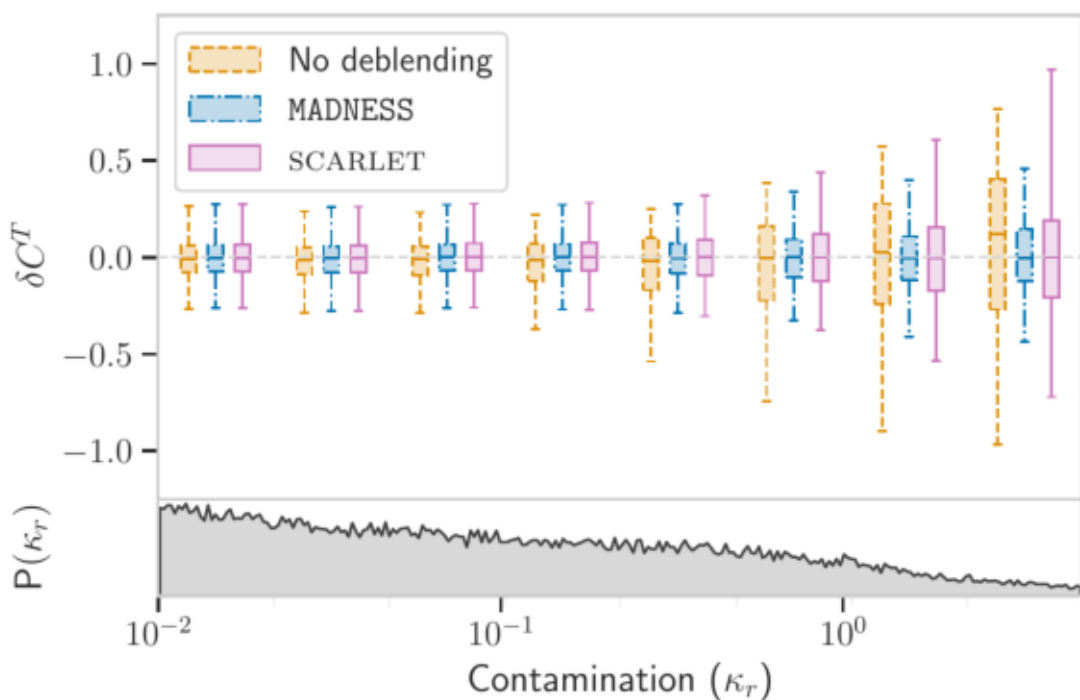 No deblending
MADNESS
SCARLET
δC^T
1.0
0.5
0.0
−0.5
−1.0
P(κ_r)
10^−2
10^−1
10^0
Contamination (κ_r)